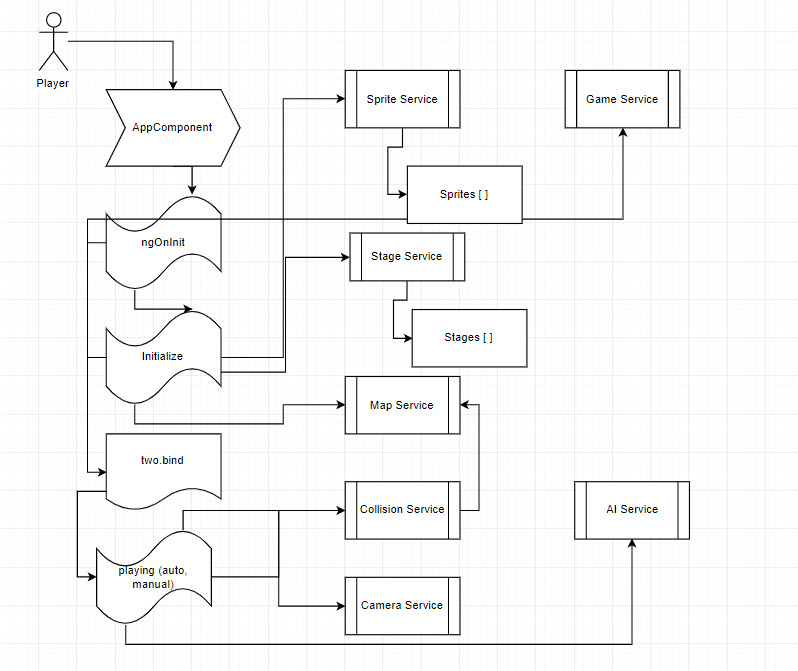 Player
AppComponent
Sprite Service
Game Service
Sprites [ ]
ngOnInit
Stage Service
Stages [ ]
Initialize
Map Service
two.bind
Collision Service
AI Service
playing (auto,
manual)
Camera Service